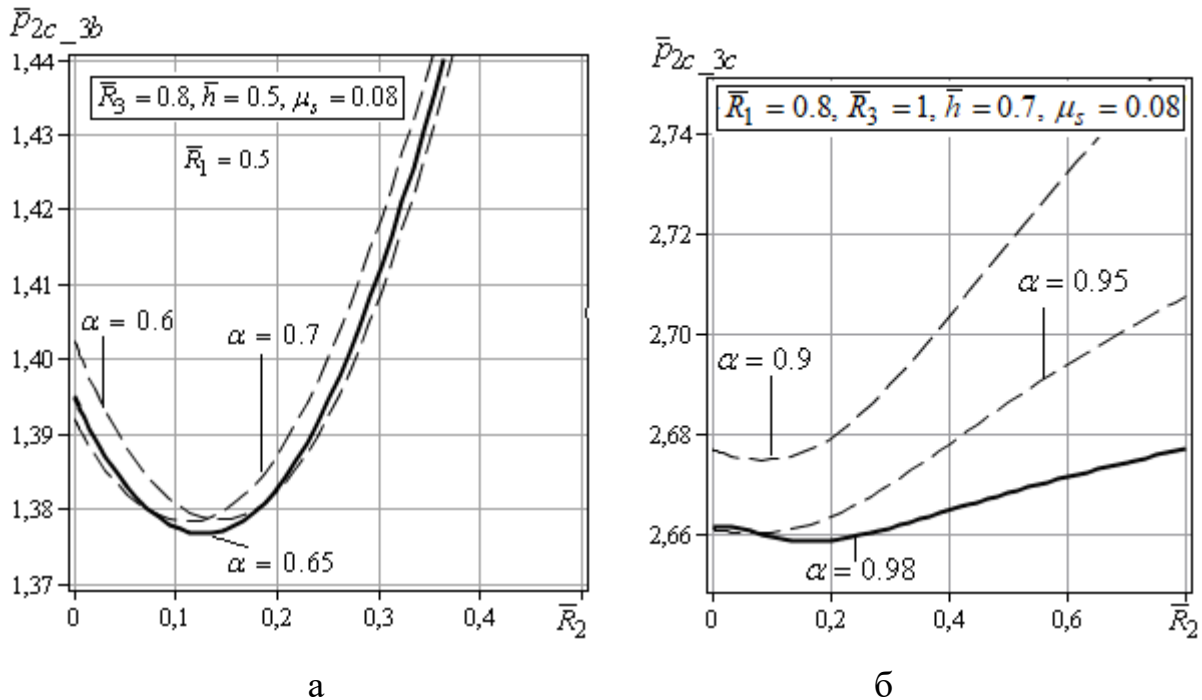 p̅₂c_3b
1,44
R̅₃ = 0.8, h̅ = 0.5, μₛ = 0.08
1,43
R̅₁ = 0.5
1,42
1,41
α = 0.6
α = 0.7
1,40
1,39
1,38
α = 0.65
1,37
0 0,1 0,2 0,3 0,4 R̅₂
а
p̅₂c_3c
R̅₁ = 0.8, R̅₃ = 1, h̅ = 0.7, μₛ = 0.08
2,74
2,72
α = 0.95
2,70
α = 0.9
2,68
2,66
α = 0.98
0 0,2 0,4 0,6 R̅₂
б